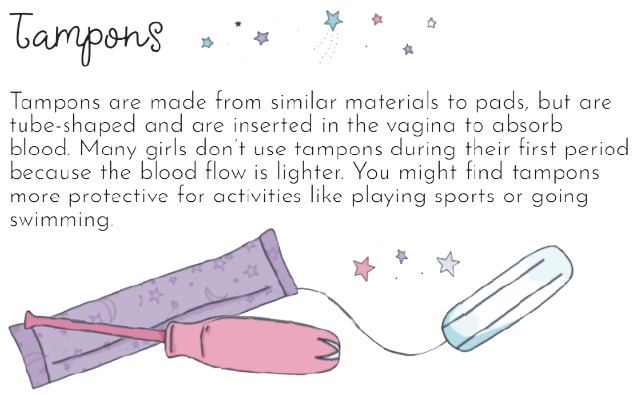 Tampons
Tampons are made from similar materials to pads, but are
tube-shaped and are inserted in the vagina to absorb
blood. Many girls don't use tampons during their first period
because the blood flow is lighter. You might find tampons
more protective for activities like playing sports or going
swimming.